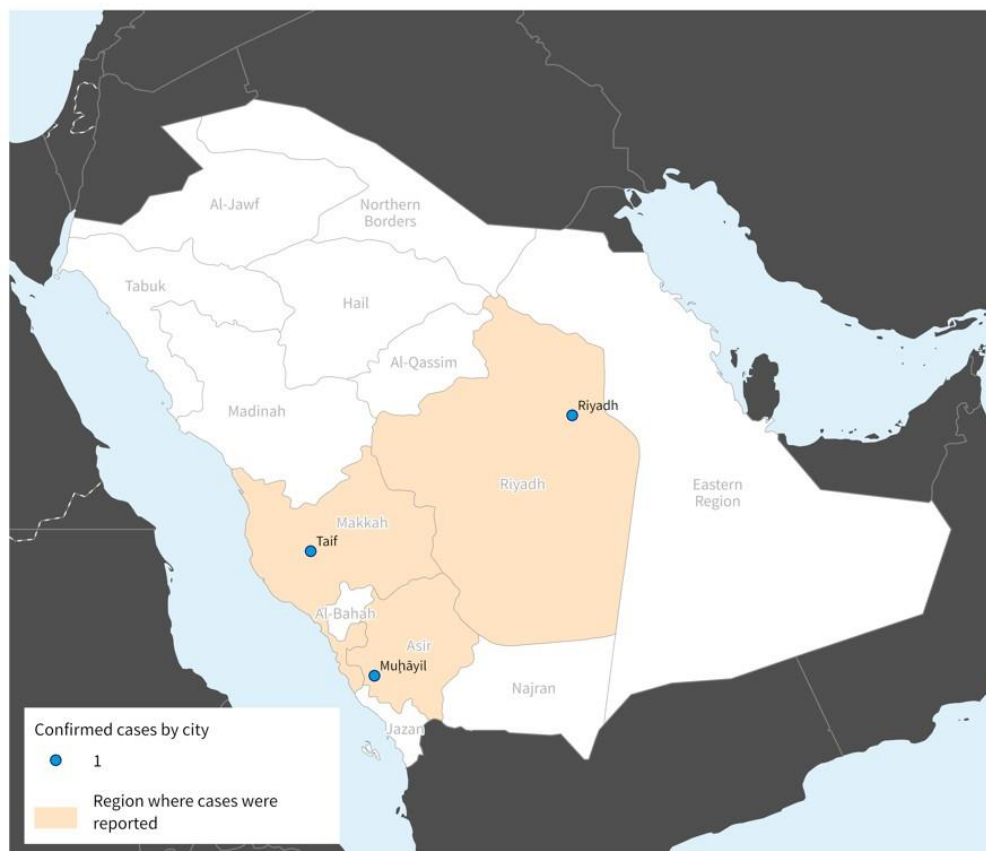 Al-Jawf
Northern
Borders
Tabuk
Hail
Al-Qassim
Madinah
Riyadh
Riyadh
Eastern
Region
Makkah
Taif
Al-Bahah
Asir
Muḥāyil
Najran
Jazan
Confirmed cases by city
1
Region where cases were
reported